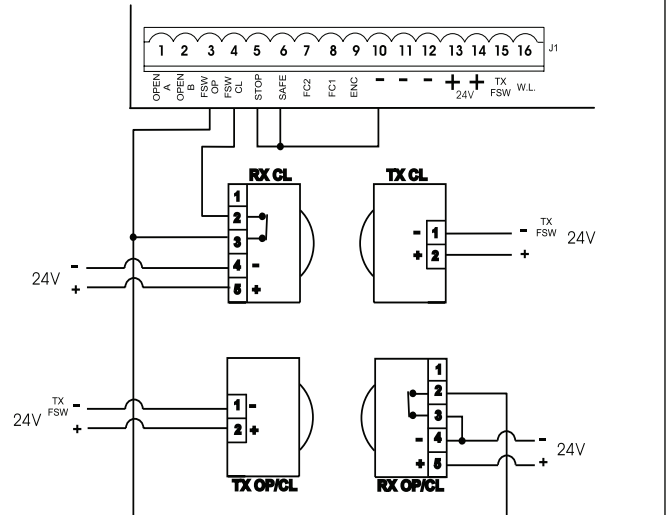 1 2 3 4 5 6 7 8 9 10 11 12 13 14 15 16 J1
OPEN A
OPEN B
FSW OP
FSW CL
STOP
SAFE
FC2
FC1
ENC
- - -
+ +
24V
TX FSW
W.L.
RX CL
1
2
3
4 -
5 +
24V
-
+
TX CL
- 1
+ 2
- TX FSW
+
24V
TX FSW -
24V
+
1 -
2 +
TX OP/CL
1
2
3
- 4
+ 5
RX OP/CL
-
24V
+